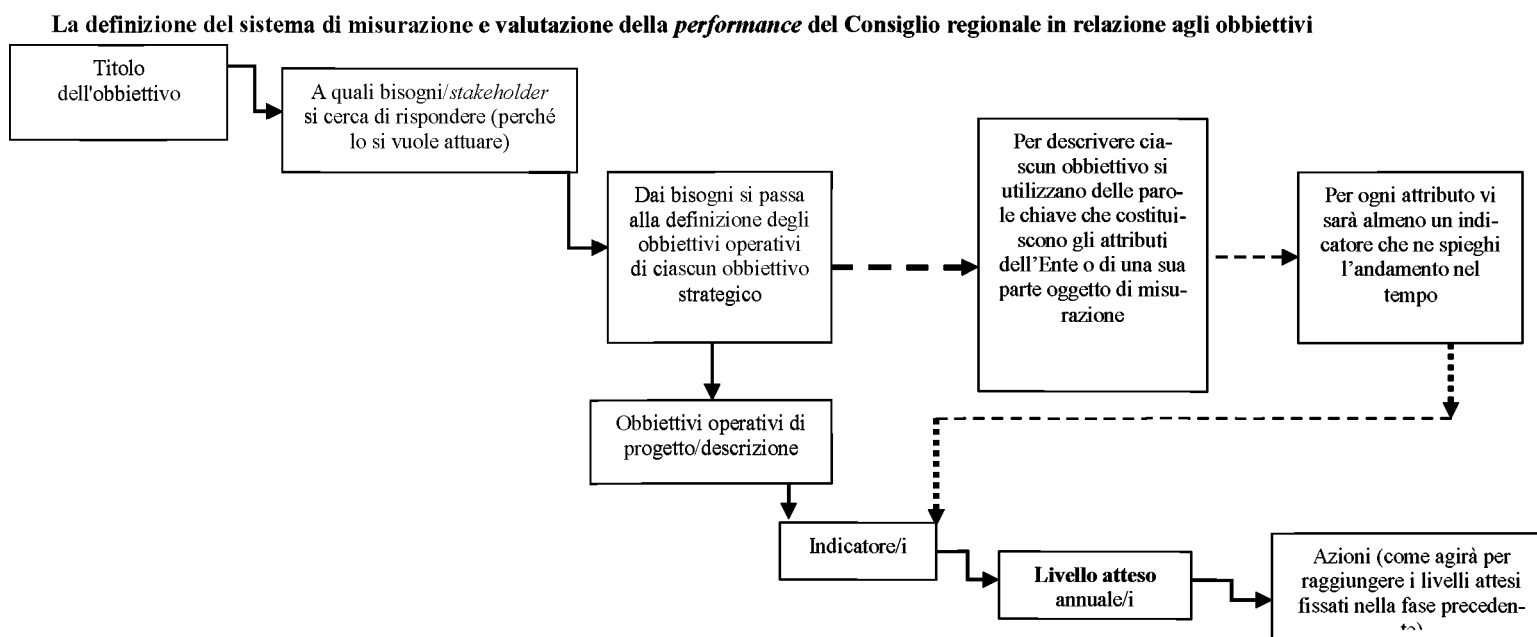 La definizione del sistema di misurazione e valutazione della performance del Consiglio regionale in relazione agli obbiettivi
Titolo
dell'obbiettivo
A quali bisogni/stakeholder
si cerca di rispondere (perché
lo si vuole attuare)
Dai bisogni si passa
alla definizione degli
obbiettivi operativi
di ciascun obbiettivo
strategico
Per descrivere cia-
scun obbiettivo si
utilizzano delle paro-
le chiave che costitui-
scono gli attributi
dell'Ente o di una sua
parte oggetto di misu-
razione
Per ogni attributo vi
sarà almeno un indi-
catore che ne spieghi
l'andamento nel
tempo
Obbiettivi operativi di
progetto/descrizione
Indicatore/i
Livello atteso
annuale/i
Azioni (come agirà per
raggiungere i livelli attesi
fissati nella fase preceden-
te)